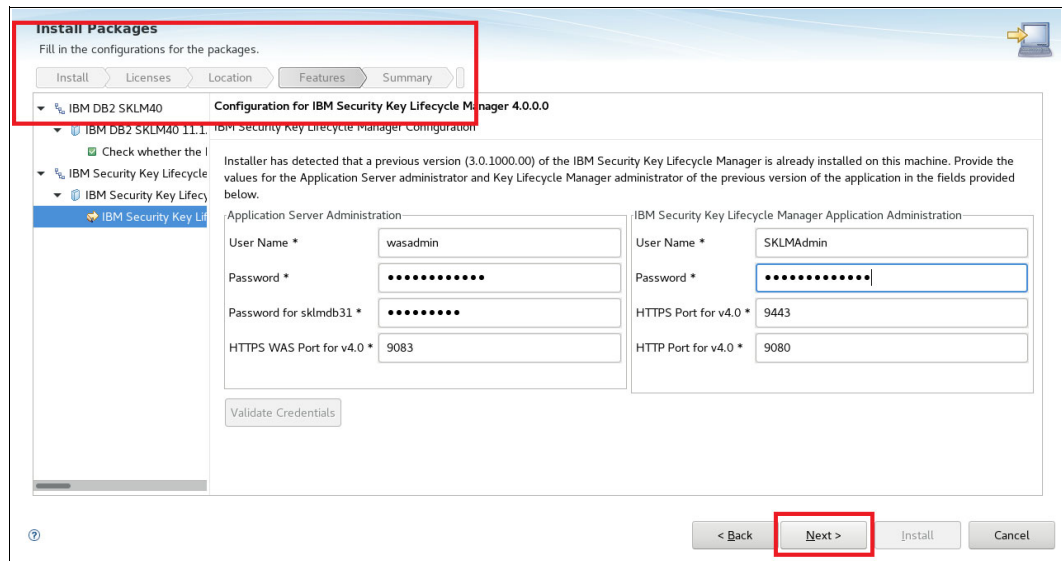 Install Packages
Fill in the configurations for the packages.
Install Licenses Location Features Summary
IBM DB2 SKLM40
IBM DB2 SKLM40 11.1.
Check whether the l
IBM Security Key Lifecycle
IBM Security Key Lifecy
IBM Security Key Lif
Configuration for IBM Security Key Lifecycle Manager 4.0.0.0
IBM Security Key Lifecycle Manager Configuration
Installer has detected that a previous version (3.0.1000.00) of the IBM Security Key Lifecycle Manager is already installed on this machine. Provide the
values for the Application Server administrator and Key Lifecycle Manager administrator of the previous version of the application in the fields provided
below.
Application Server Administration
User Name * wasadmin
Password * ●●●●●●●●●●●●
Password for sklmdb31 * ●●●●●●●●●
HTTPS WAS Port for v4.0 * 9083
IBM Security Key Lifecycle Manager Application Administration
User Name * SKLMAdmin
Password * ●●●●●●●●●●●●●
HTTPS Port for v4.0 * 9443
HTTP Port for v4.0 * 9080
Validate Credentials
< Back Next > Install Cancel